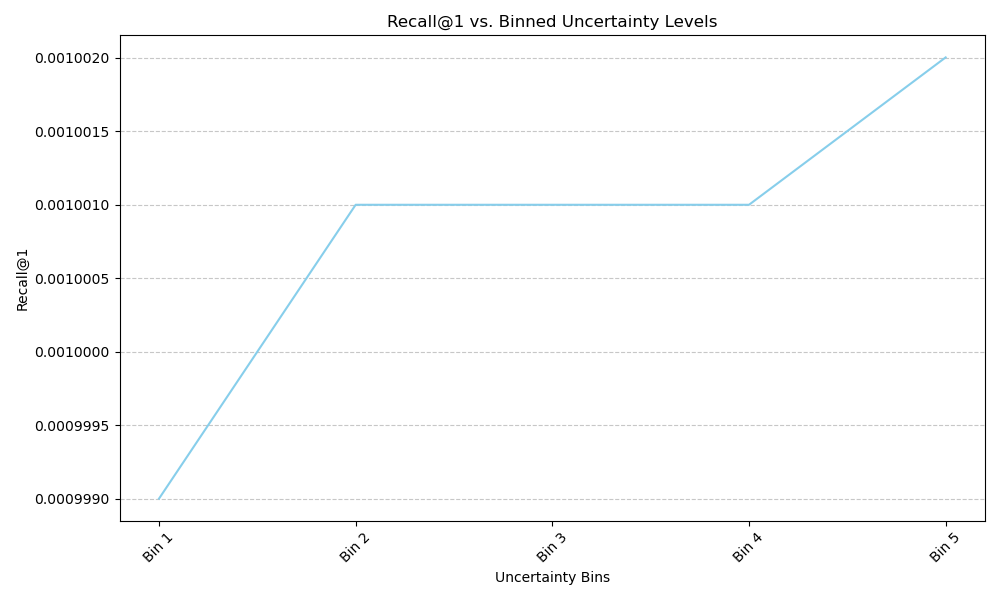 Recall@1 vs. Binned Uncertainty Levels
0.0010020
0.0010015
0.0010010
0.0010005
0.0010000
0.0009995
0.0009990
Recall@1
Bin 1 Bin 2 Bin 3 Bin 4 Bin 5
Uncertainty Bins